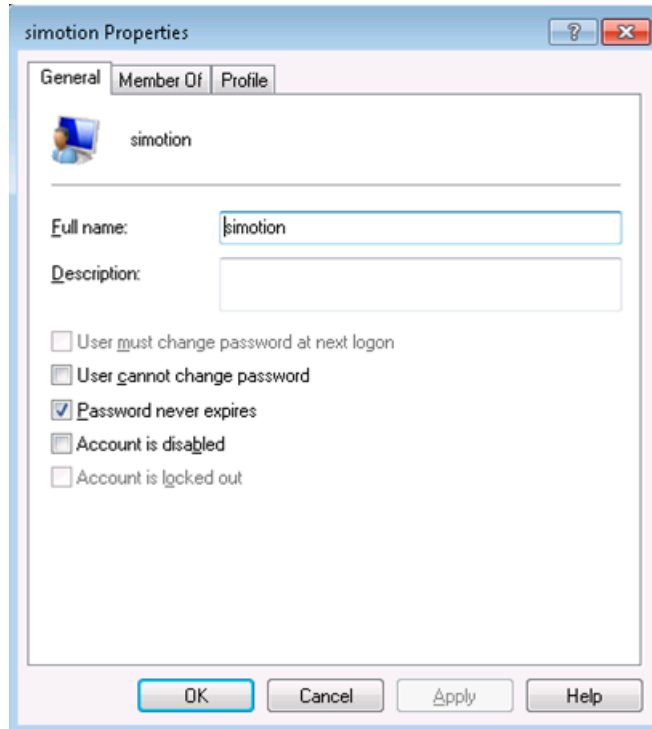 simotion Properties
General Member Of Profile
simotion
Full name: simotion
Description:
User must change password at next logon
User cannot change password
Password never expires
Account is disabled
Account is locked out
OK Cancel Apply Help